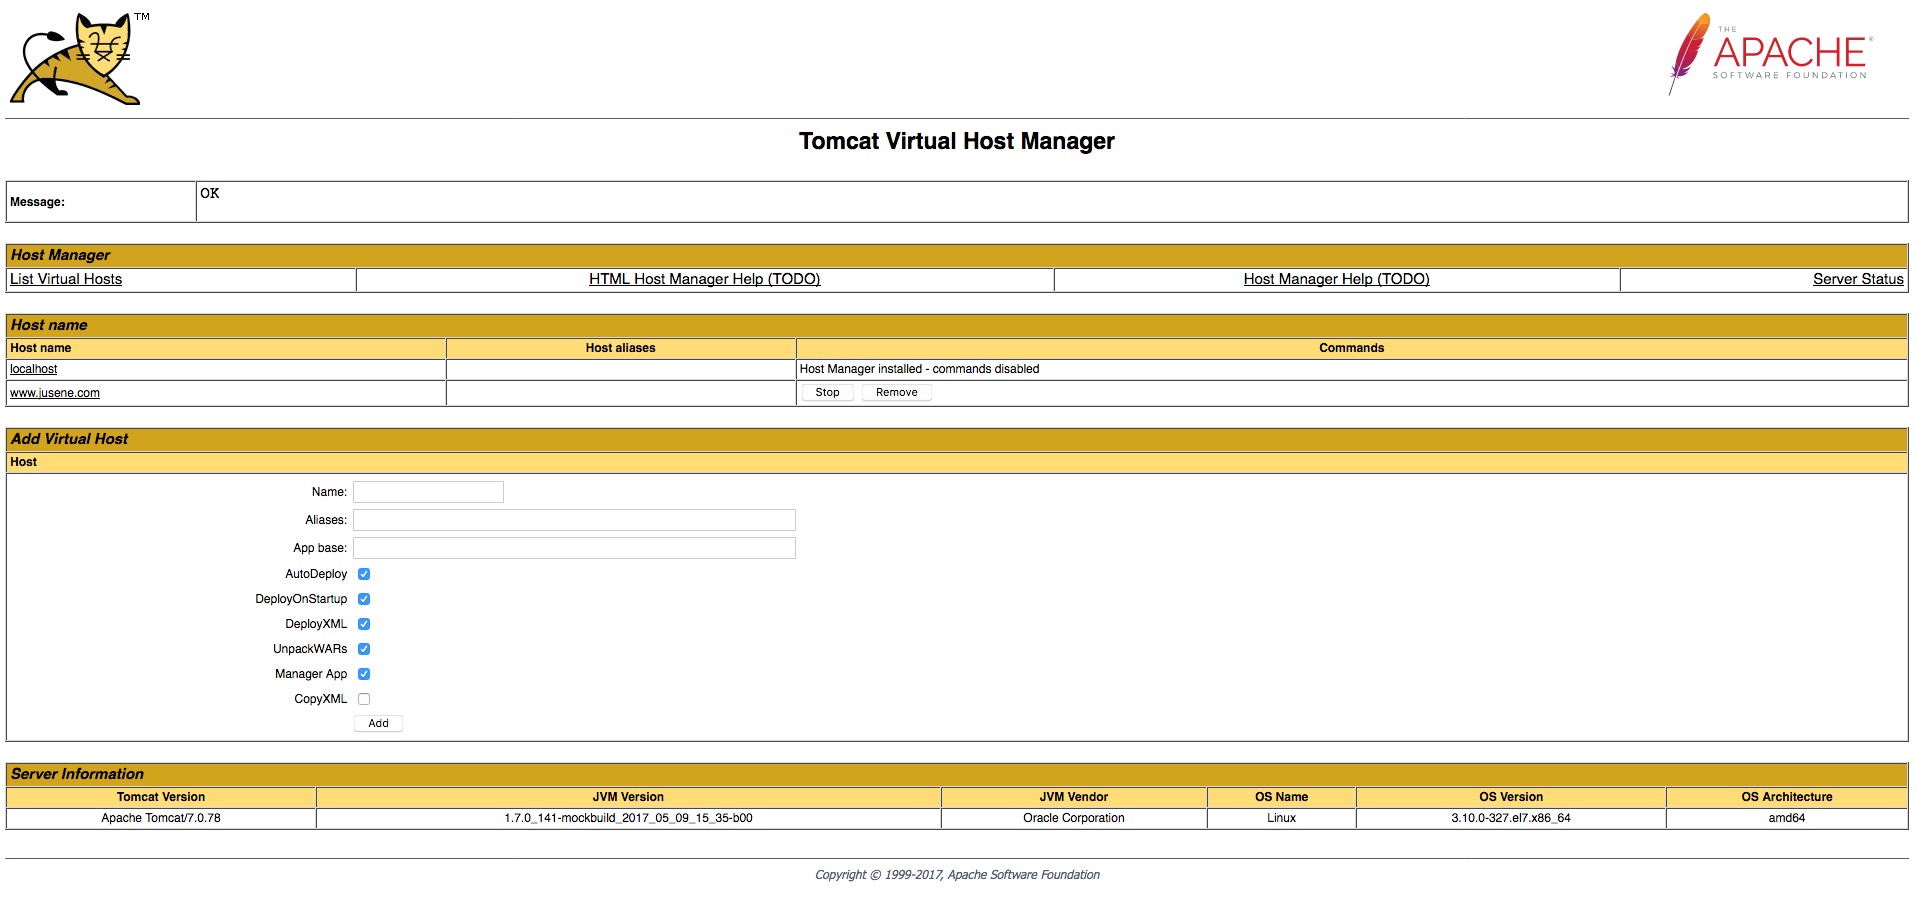 TM
THE
APACHE®
SOFTWARE FOUNDATION
Tomcat Virtual Host Manager
Message: OK
Host Manager
List Virtual Hosts HTML Host Manager Help (TODO) Host Manager Help (TODO) Server Status
Host name
Host name Host aliases Commands
localhost Host Manager installed - commands disabled
www.jusene.com Stop Remove
Add Virtual Host
Host
Name:
Aliases:
App base:
AutoDeploy
DeployOnStartup
DeployXML
UnpackWARs
Manager App
CopyXML
Add
Server Information
Tomcat Version JVM Version JVM Vendor OS Name OS Version OS Architecture
Apache Tomcat/7.0.78 1.7.0_141-mockbuild_2017_05_09_15_35-b00 Oracle Corporation Linux 3.10.0-327.el7.x86_64 amd64
Copyright © 1999-2017, Apache Software Foundation